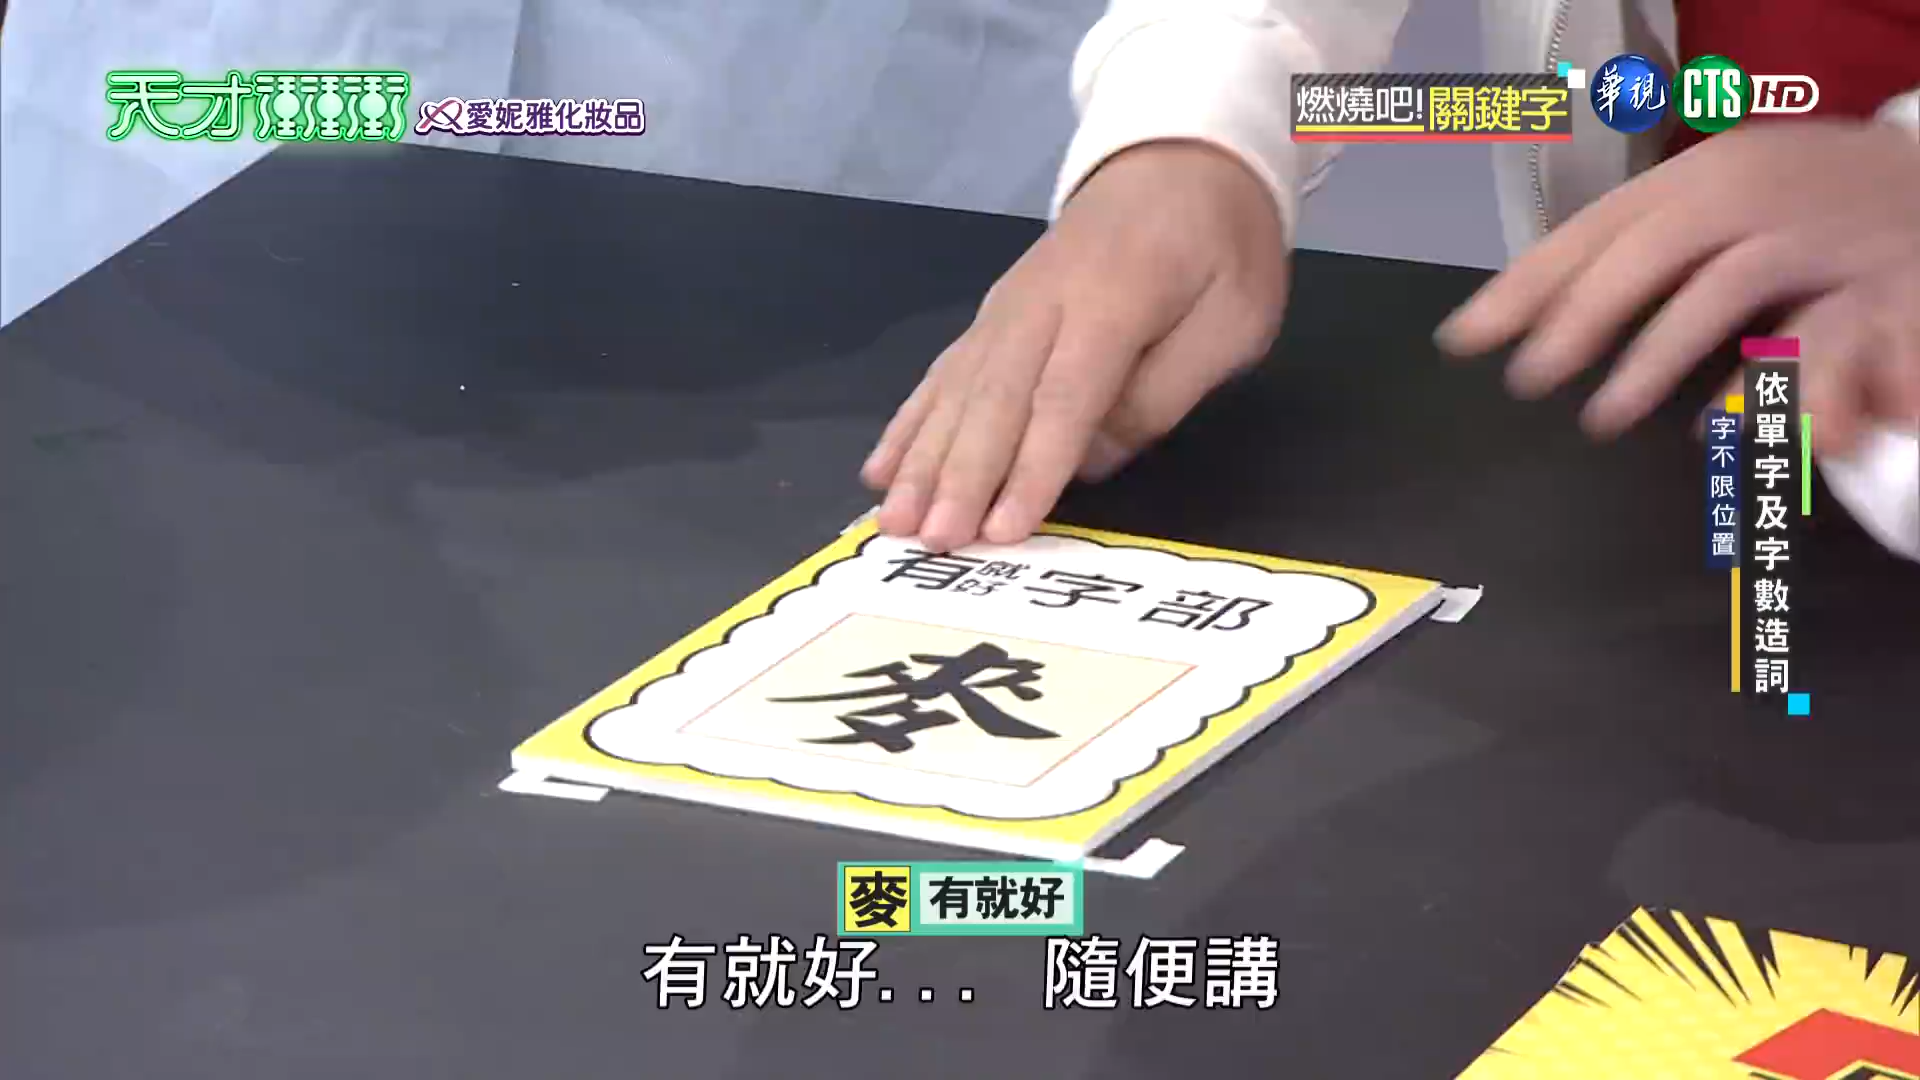 天才衝衝衝
愛妮雅化妝品
燃燒吧!關鍵字
華視 CTS HD
依單字及字數造詞
字不限位置
有就好字部
麥
麥 有就好
有就好... 隨便講